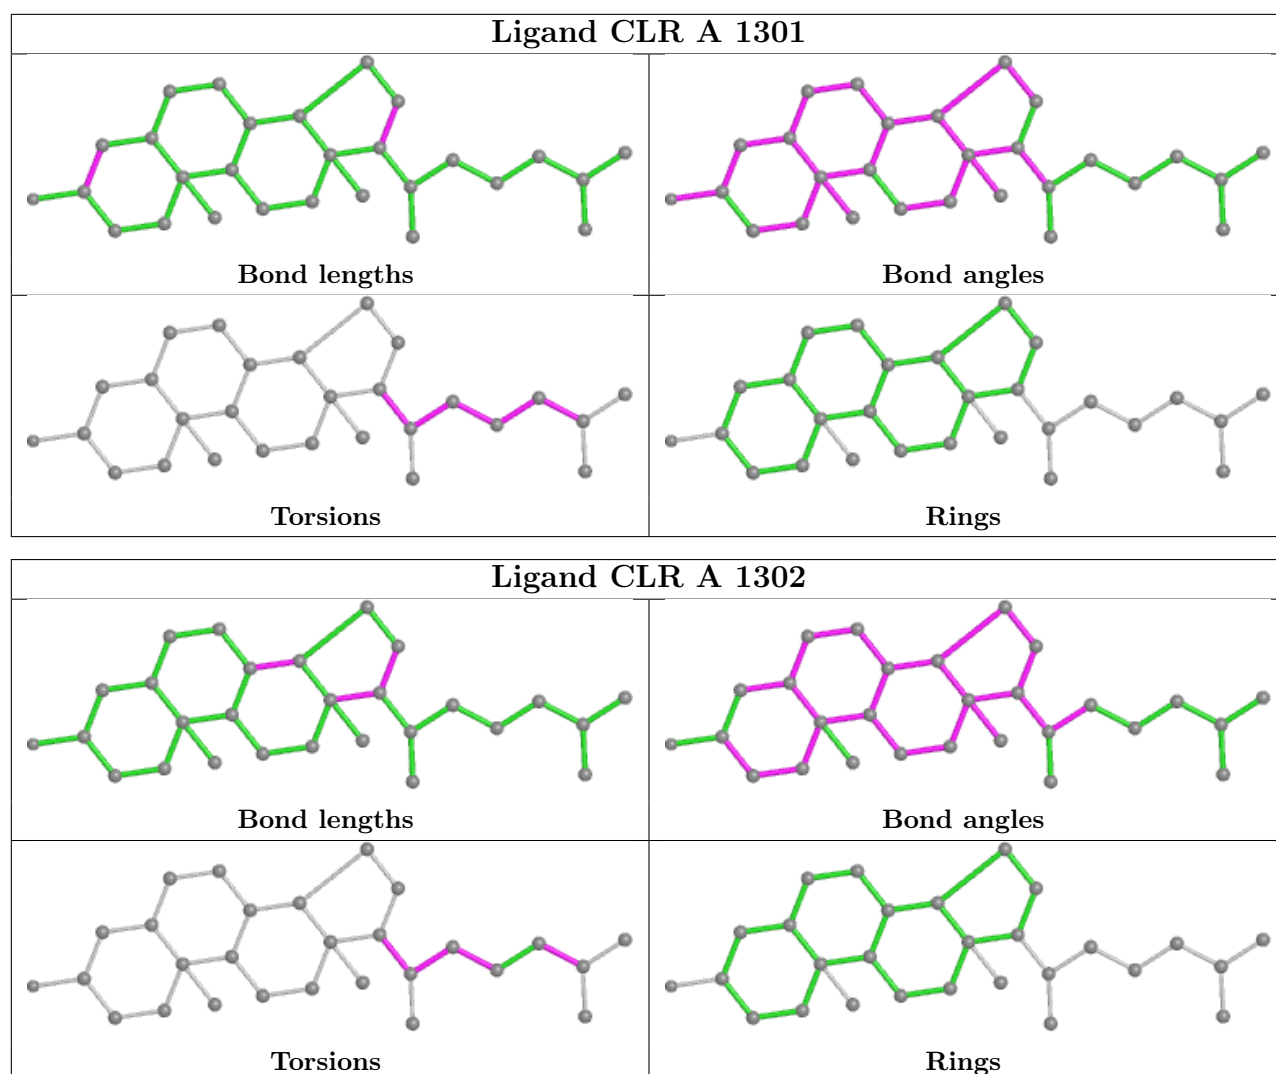 Ligand CLR A 1301
Bond lengths
Bond angles
Torsions
Rings
Ligand CLR A 1302
Bond lengths
Bond angles
Torsions
Rings